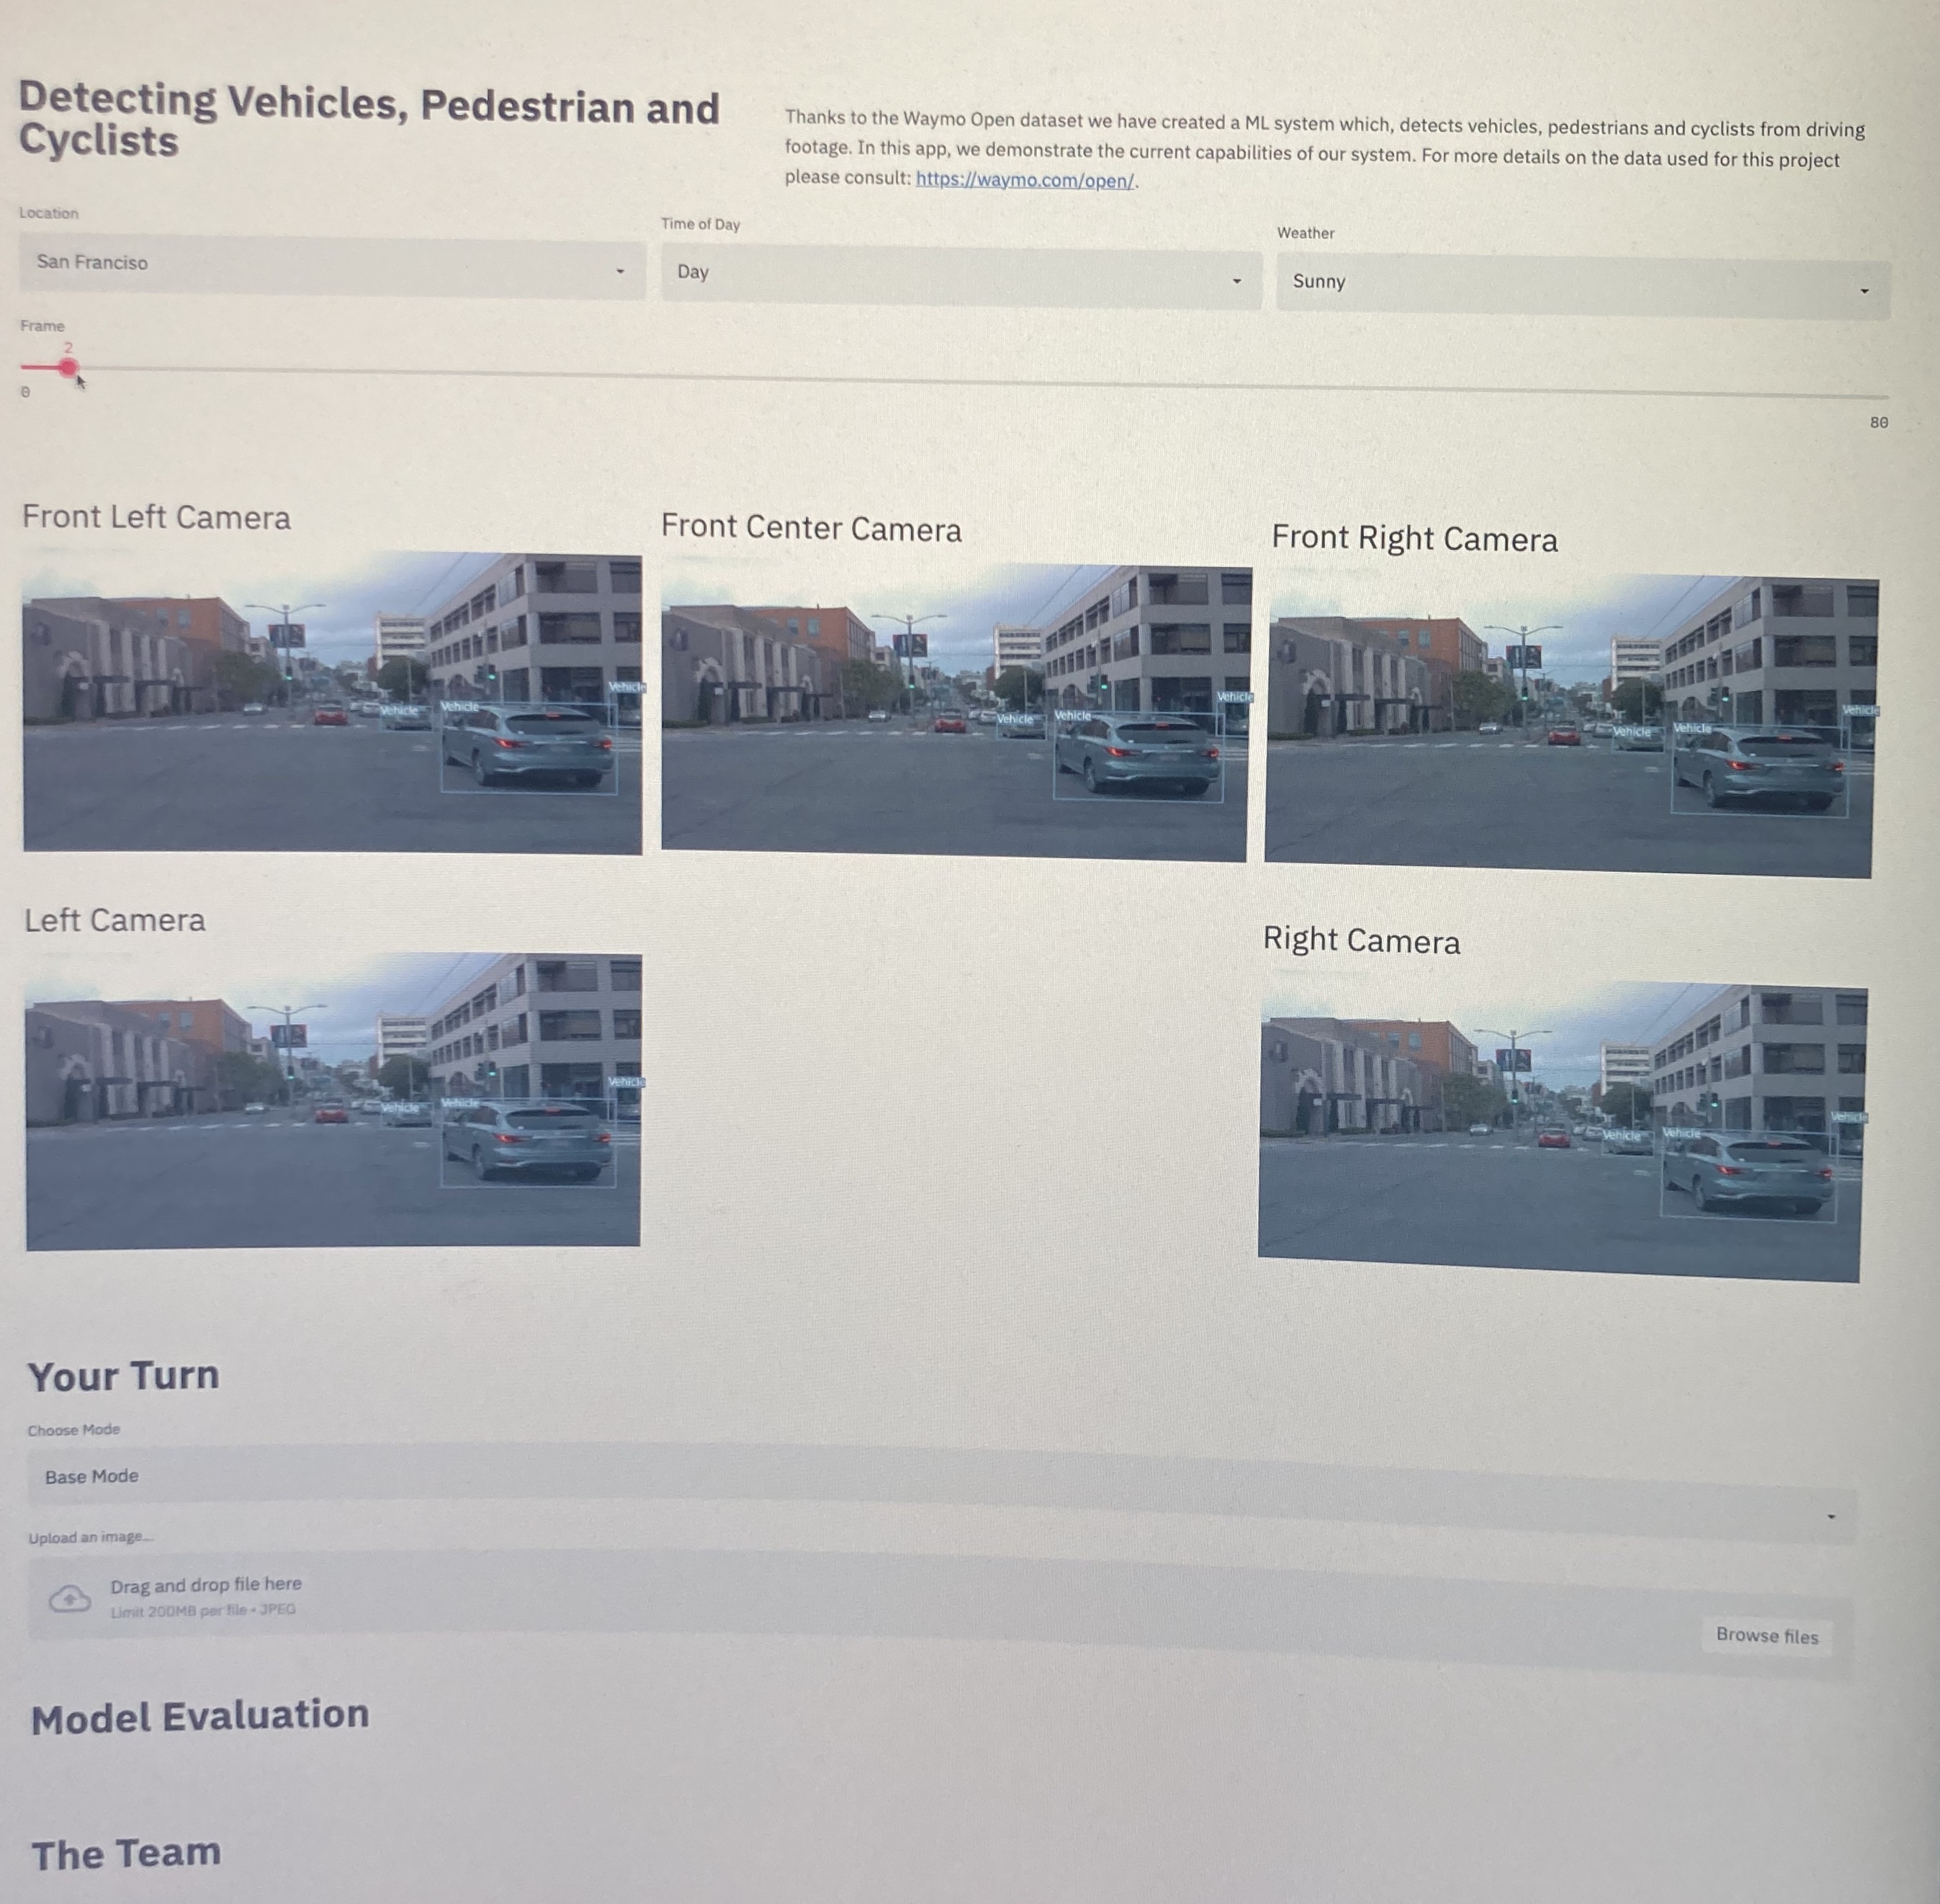 Detecting Vehicles, Pedestrian and
Cyclists
Thanks to the Waymo Open dataset we have created a ML system which, detects vehicles, pedestrians and cyclists from driving
footage. In this app, we demonstrate the current capabilities of our system. For more details on the data used for this project
please consult: https://waymo.com/open/.
Location
Time of Day
Weather
San Franciso
Day
Sunny
Frame
2
0
80
Front Left Camera
Front Center Camera
Front Right Camera
Vehicle
Vehicle
Vehicle
Vehicle
Vehicle
Vehicle
Vehicle
Vehicle
Vehicle
Left Camera
Right Camera
Vehicle
Vehicle
Vehicle
Vehicle
Vehicle
Vehicle
Your Turn
Choose Mode
Base Mode
Upload an image...
Drag and drop file here
Limit 200MB per file • JPEG
Browse files
Model Evaluation
The Team